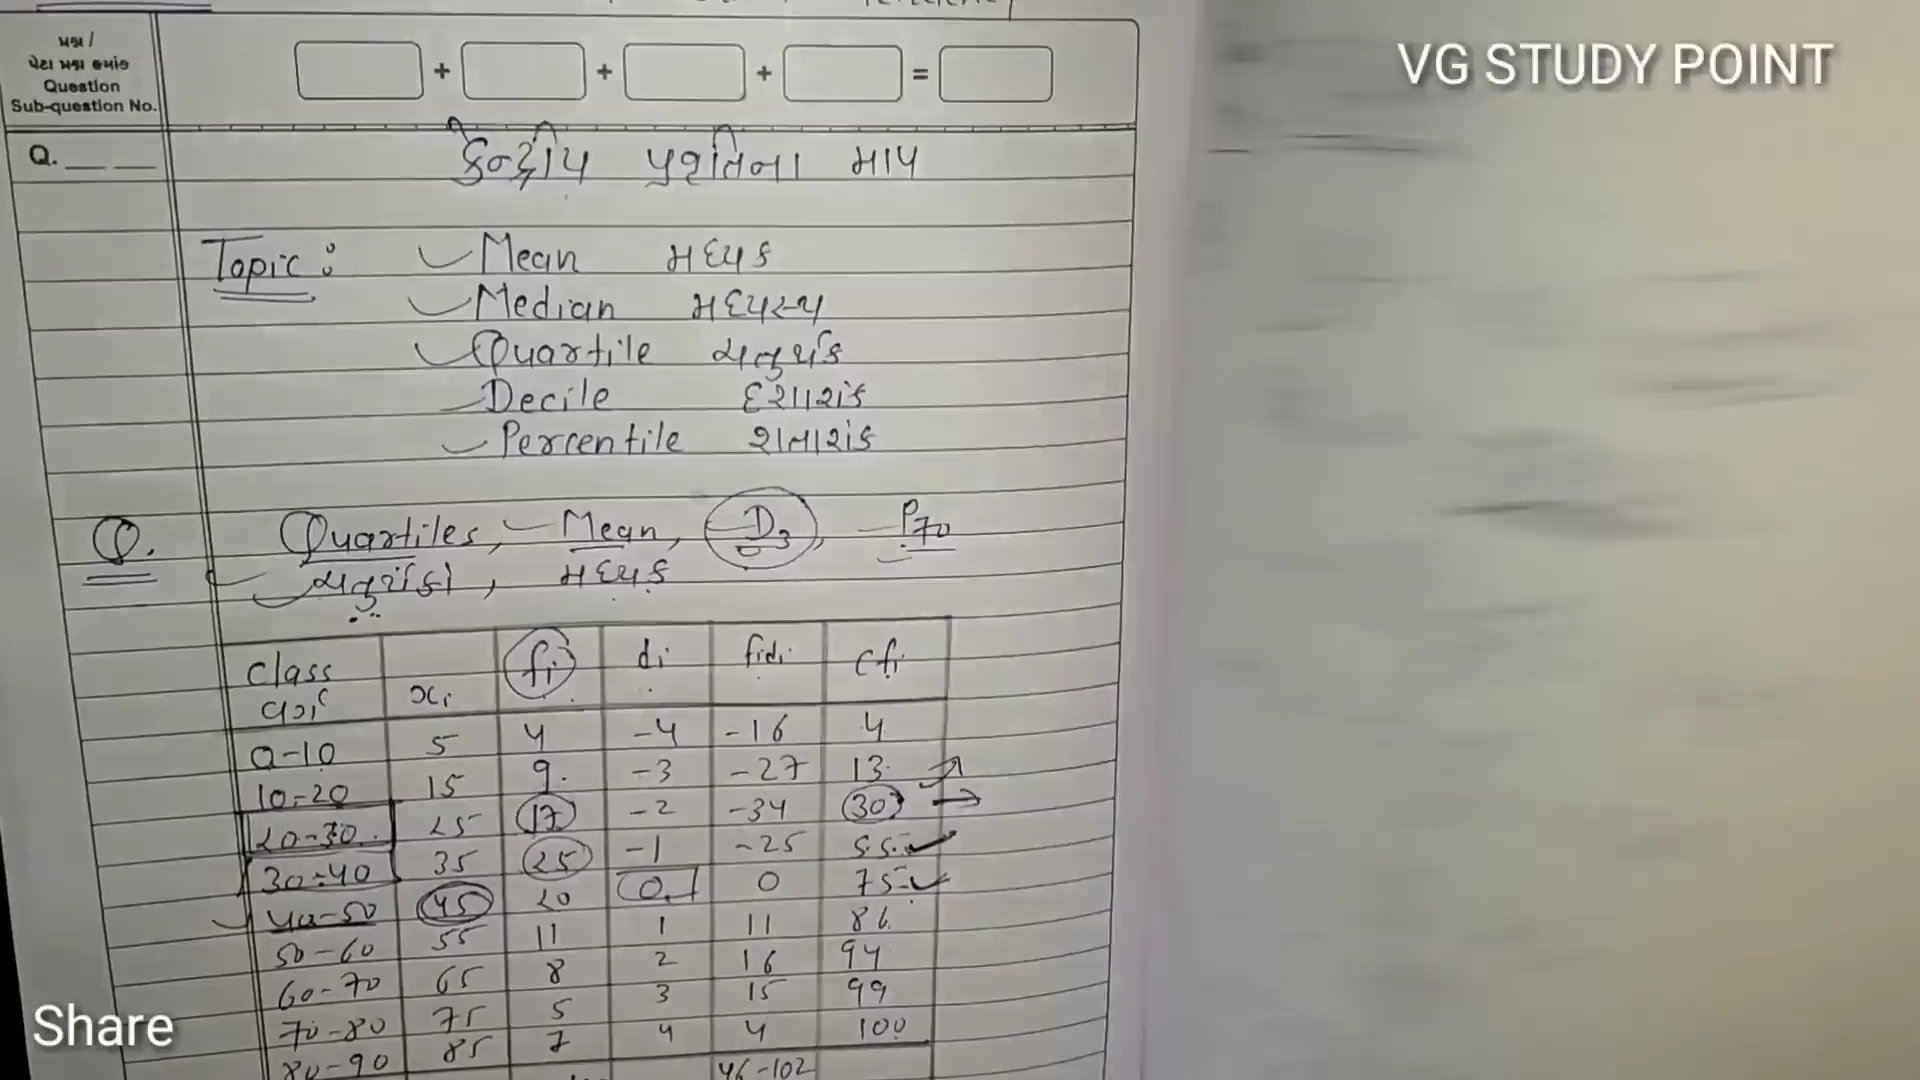 VG STUDY POINT
પ્રશ્ન /
પેટા પ્રશ્ન ક્રમાંક
Question
Sub-question No.
+ + + =
Q. __ __
કેન્દ્રીય પ્રવૃત્તિના માપ
Topic : Mean મધ્યક
Median મધ્યસ્થ
Quartile ચતુર્થક
Decile દશાંશક
Percentile શતાંશક
Q. Quartiles, Mean, D3, P70
ચતુર્થકો, મધ્યક
class વર્ગ xi fi di fidi cfi
0-10 5 4 -4 -16 4
10-20 15 9. -3 -27 13
20-30 25 17 -2 -34 30
30-40 35 25 -1 -25 55
40-50 45 20 0 0 75
50-60 55 11 1 11 86
60-70 65 8 2 16 94
70-80 75 5 3 15 99
80-90 85 4 4 100
46-102
Share